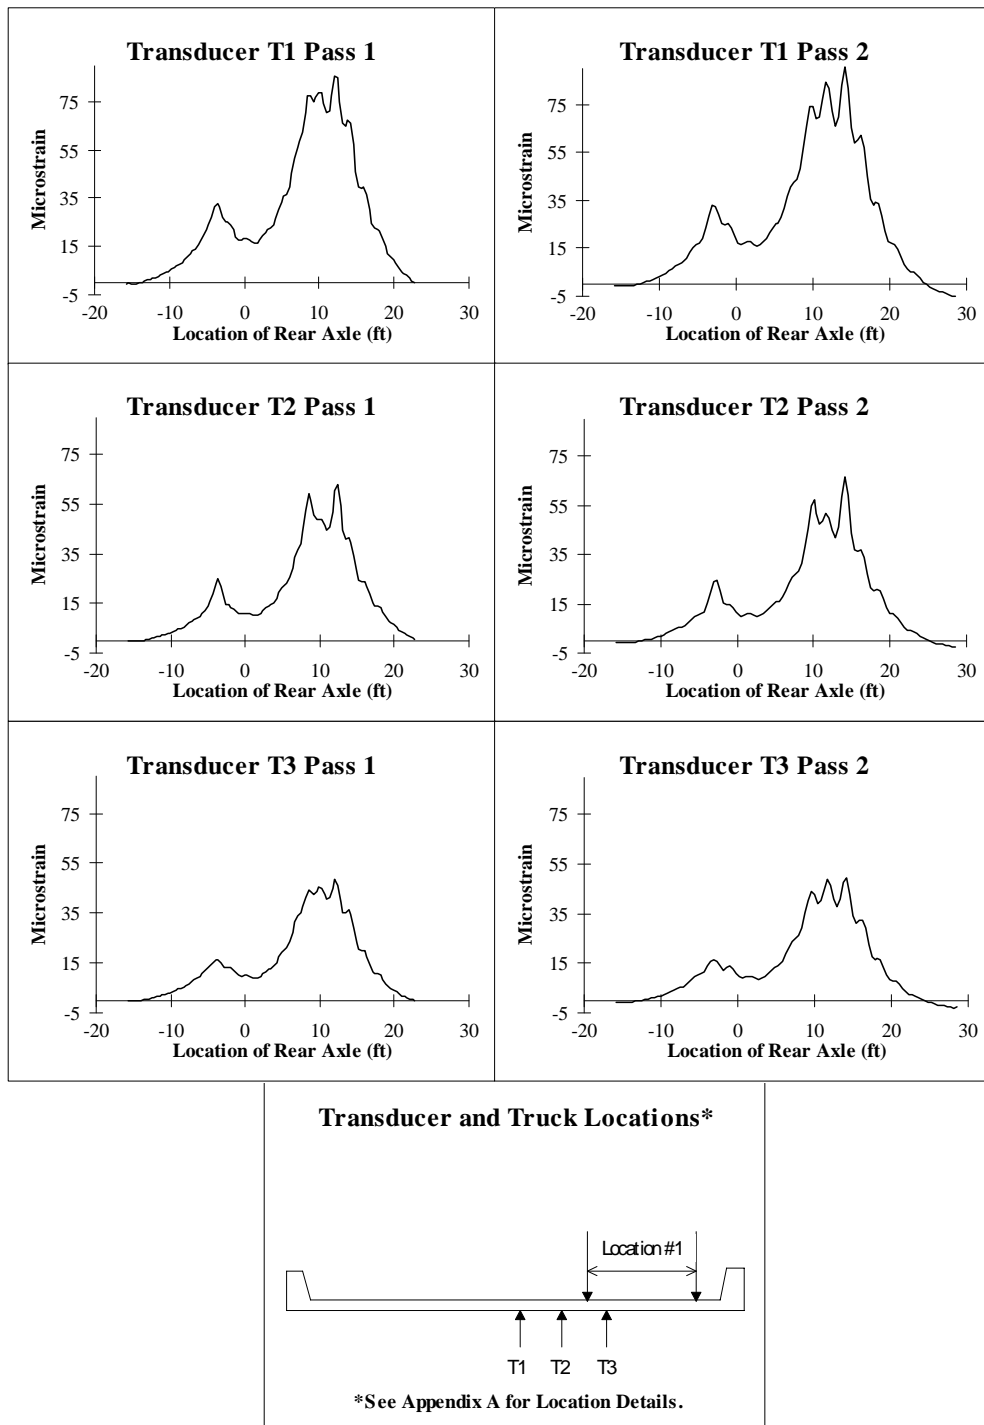 Transducer T1 Pass 1
75
55
35
15
-5
Microstrain
-20 -10 0 10 20 30
Location of Rear Axle (ft)
Transducer T1 Pass 2
75
55
35
15
-5
Microstrain
-20 -10 0 10 20 30
Location of Rear Axle (ft)
Transducer T2 Pass 1
75
55
35
15
-5
Microstrain
-20 -10 0 10 20 30
Location of Rear Axle (ft)
Transducer T2 Pass 2
75
55
35
15
-5
Microstrain
-20 -10 0 10 20 30
Location of Rear Axle (ft)
Transducer T3 Pass 1
75
55
35
15
-5
Microstrain
-20 -10 0 10 20 30
Location of Rear Axle (ft)
Transducer T3 Pass 2
75
55
35
15
-5
Microstrain
-20 -10 0 10 20 30
Location of Rear Axle (ft)
Transducer and Truck Locations*
Location #1
T1 T2 T3
*See Appendix A for Location Details.